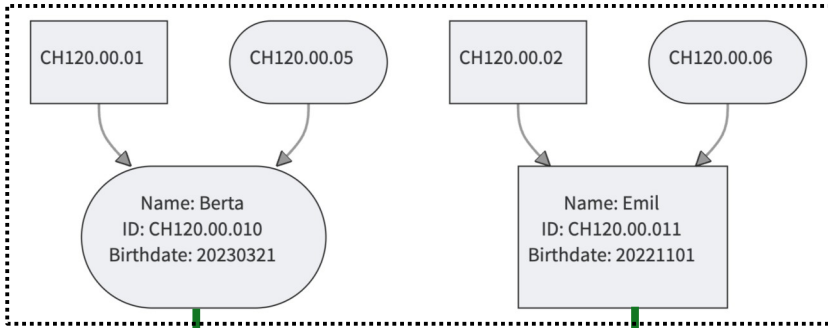 CH120.00.01
CH120.00.05
CH120.00.02
CH120.00.06
Name: Berta
ID: CH120.00.010
Birthdate: 20230321
Name: Emil
ID: CH120.00.011
Birthdate: 20221101